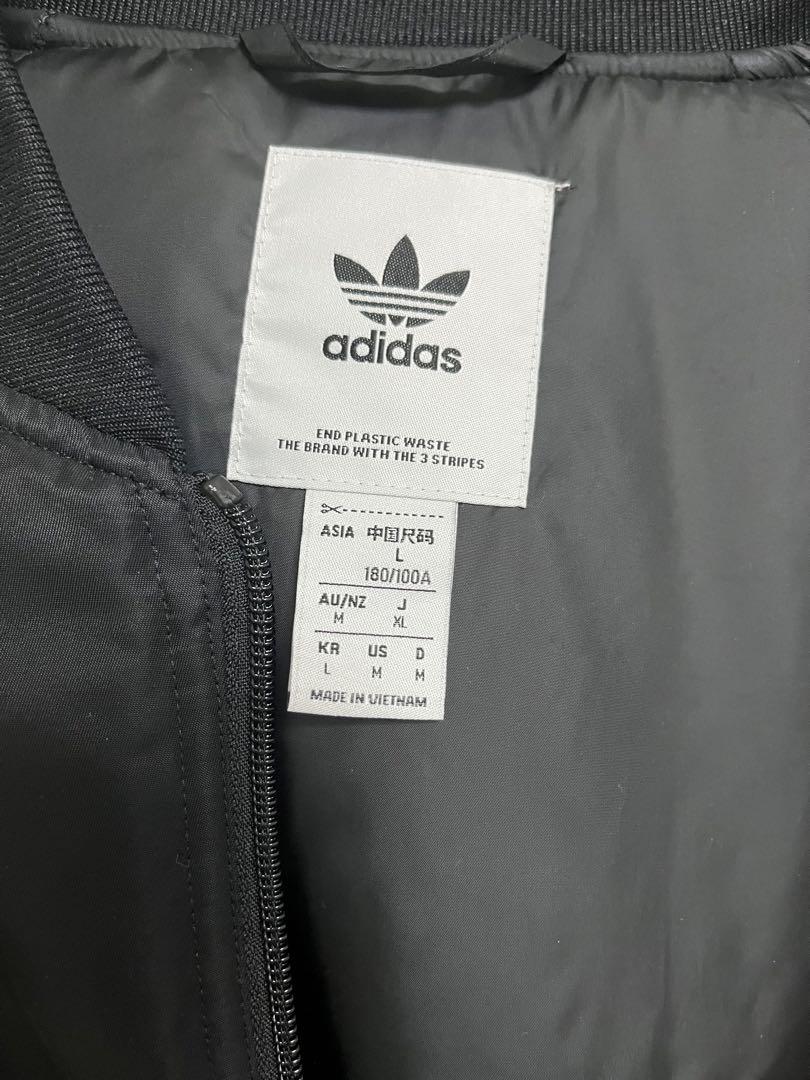 adidas
END PLASTIC WASTE
THE BRAND WITH THE 3 STRIPES
ASIA 中国尺码
L
180/100A
AU/NZ J
M XL
KR US D
L M M
MADE IN VIETNAM